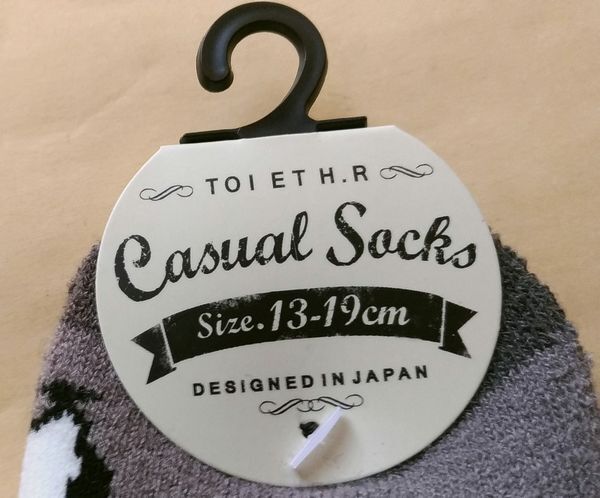 TOI ET H.R
Casual Socks
Size.13-19cm
DESIGNED IN JAPAN